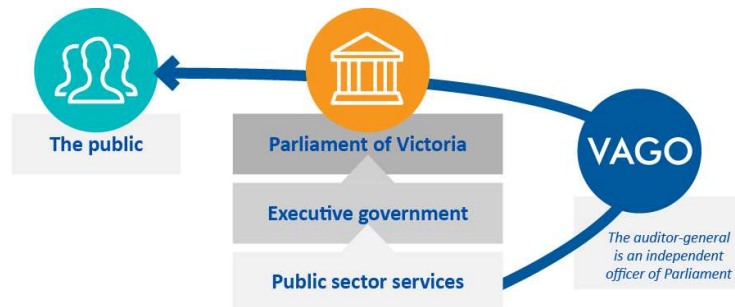 The public
Parliament of Victoria
VAGO
Executive government
The auditor-general
is an independent
officer of Parliament
Public sector services